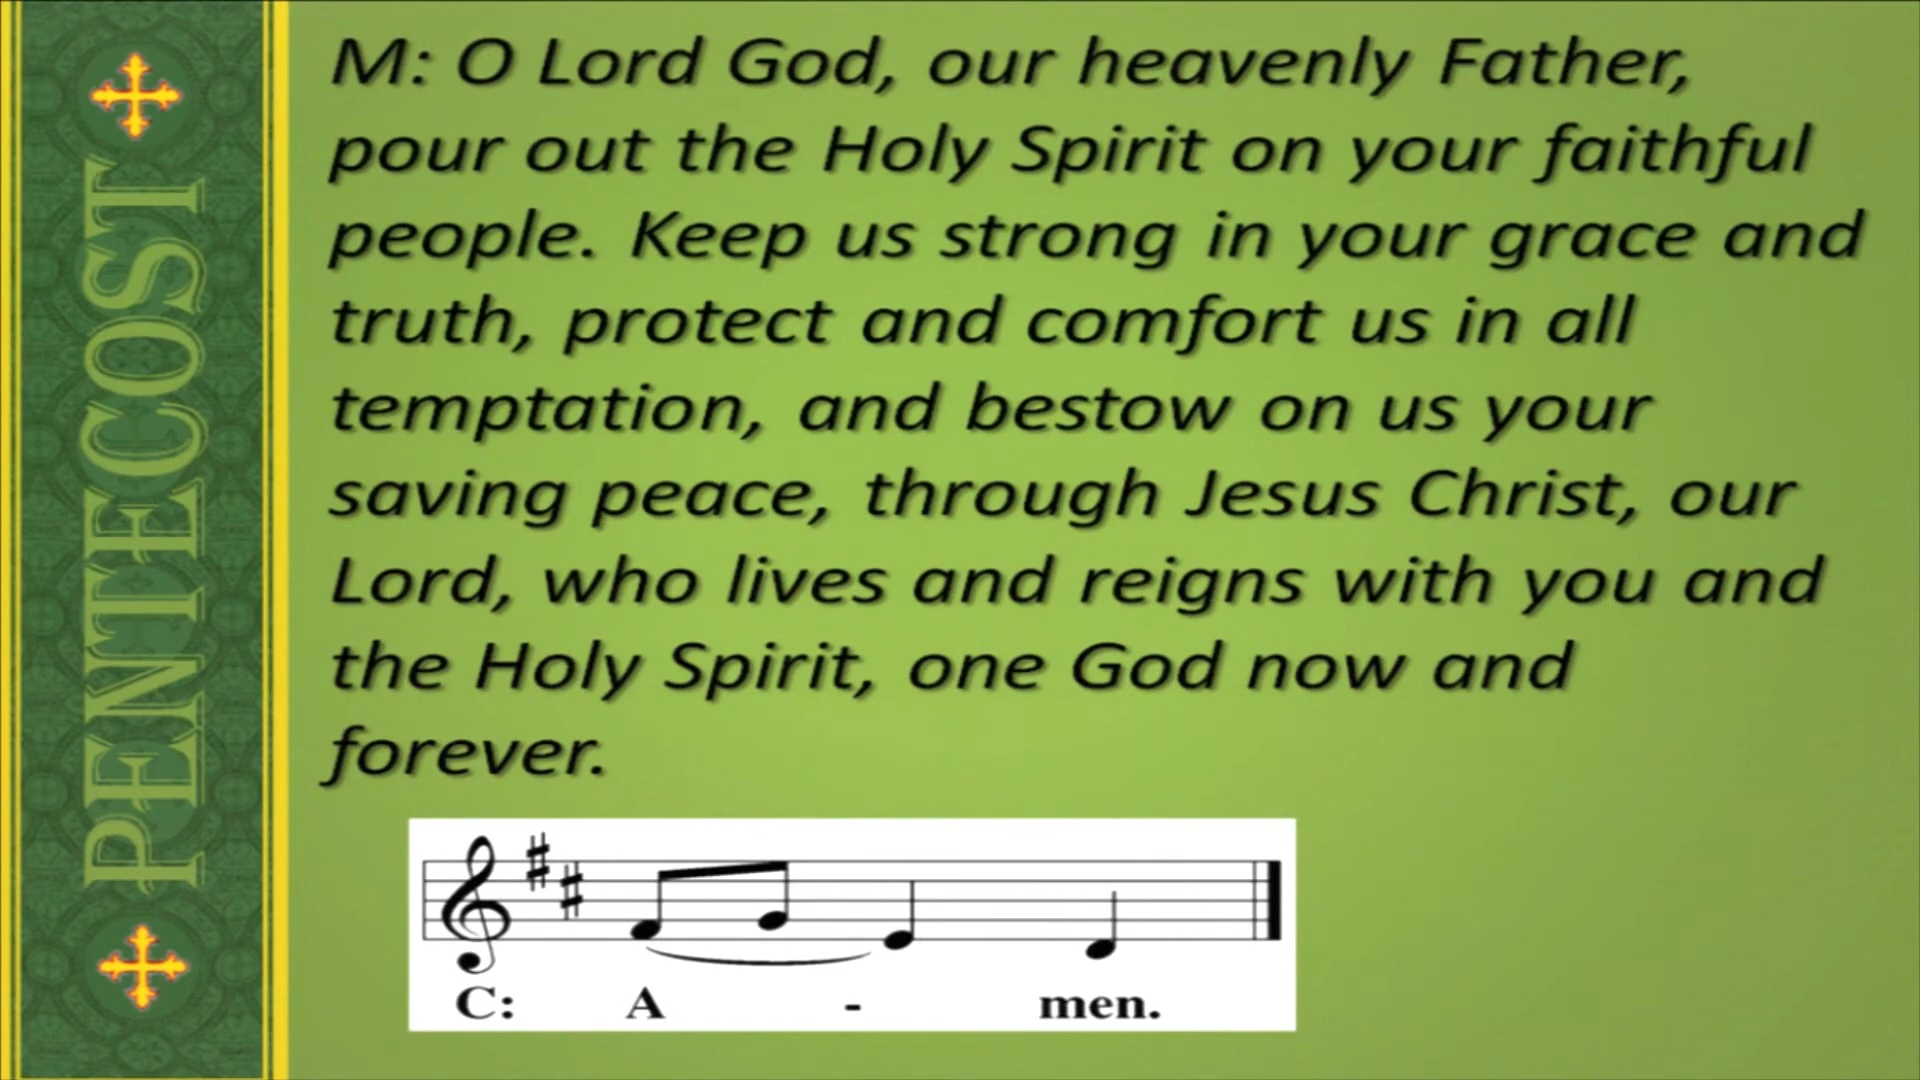 PENTECOST
M: O Lord God, our heavenly Father,
pour out the Holy Spirit on your faithful
people. Keep us strong in your grace and
truth, protect and comfort us in all
temptation, and bestow on us your
saving peace, through Jesus Christ, our
Lord, who lives and reigns with you and
the Holy Spirit, one God now and
forever.
C: A - men.